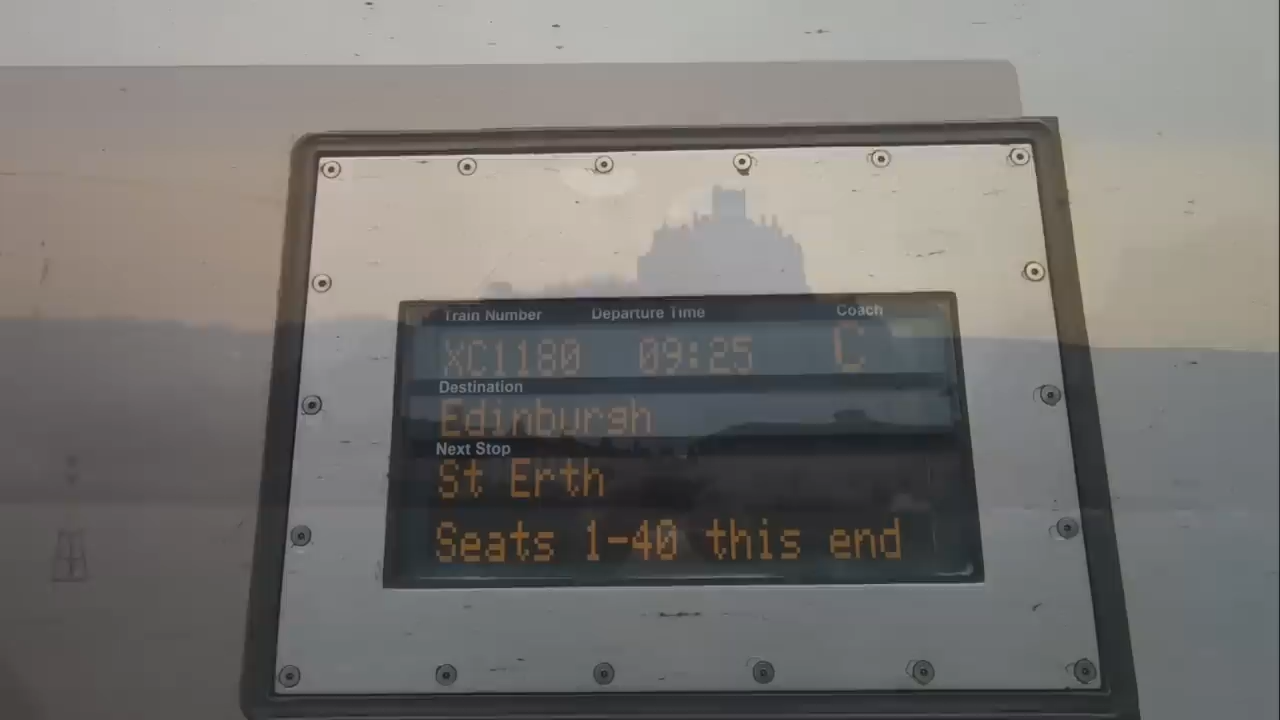 Train Number Departure Time Coach
XC1180 09:25 C
Destination
Edinburgh
Next Stop
St Erth
Seats 1-40 this end